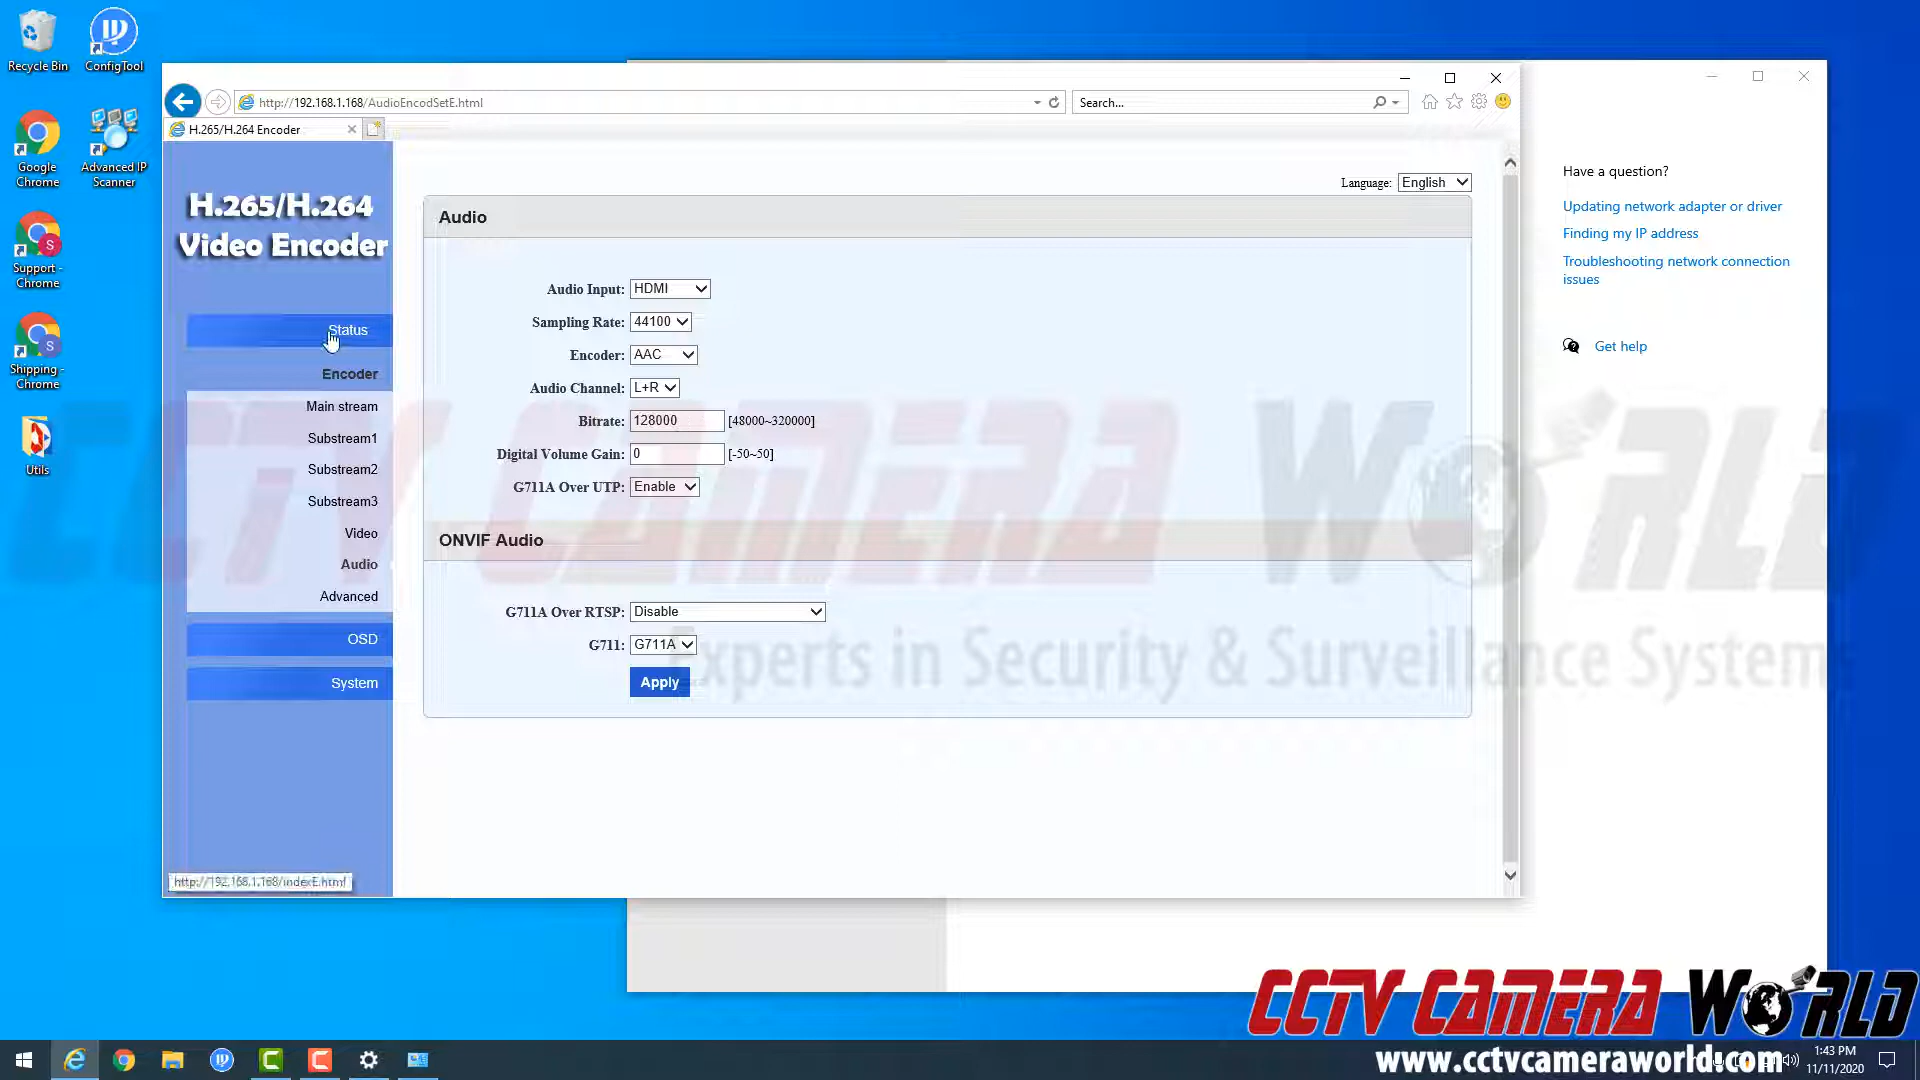 Recycle Bin
ConfigTool
Google
Chrome
Advanced IP
Scanner
S
Support -
Chrome
S
Shipping -
Chrome
Utils
http://192.168.1.168/AudioEncodSetE.html
Search...
H.265/H.264 Encoder
H.265/H.264
Video Encoder
Status
Encoder
Main stream
Substream1
Substream2
Substream3
Video
Audio
Advanced
OSD
System
http://192.168.1.168/indexE.html
Language: English
Audio
Audio Input: HDMI
Sampling Rate: 44100
Encoder: AAC
Audio Channel: L+R
Bitrate: 128000 [48000~320000]
Digital Volume Gain: 0 [-50~50]
G711A Over UTP: Enable
ONVIF Audio
G711A Over RTSP: Disable
G711: G711A
Apply
Have a question?
Updating network adapter or driver
Finding my IP address
Troubleshooting network connection
issues
Get help
CCTV CAMERA WORLD
Experts in Security & Surveillance Systems
CCTV CAMERA WORLD
www.cctvcameraworld.com
1:43 PM
11/11/2020